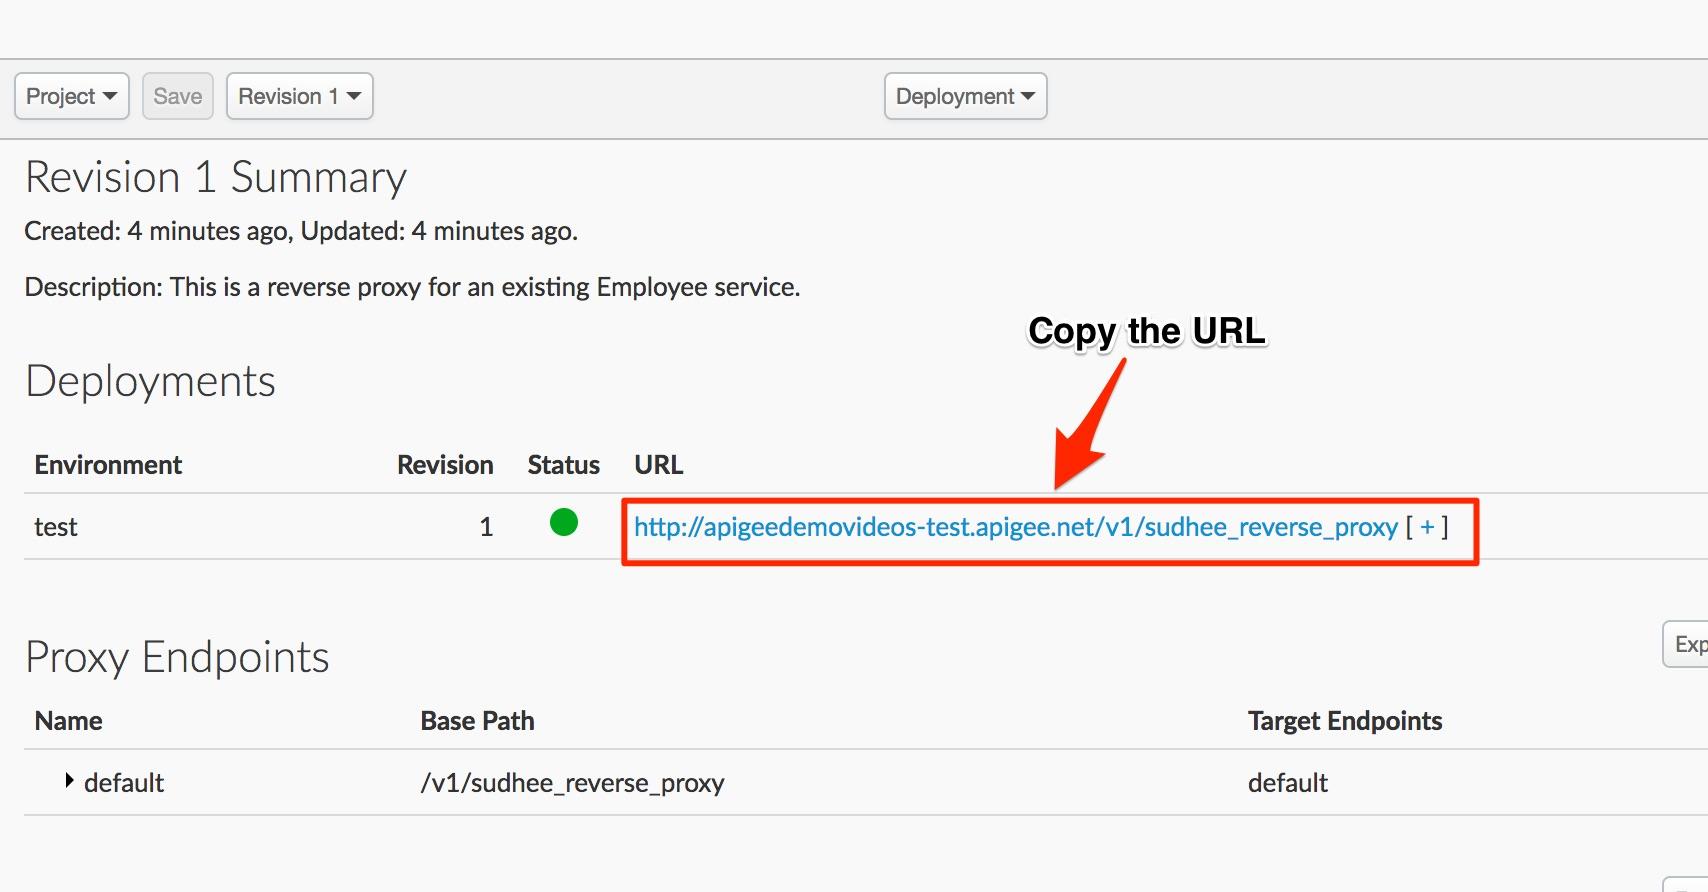 Project Save Revision 1 Deployment
Revision 1 Summary
Created: 4 minutes ago, Updated: 4 minutes ago.
Description: This is a reverse proxy for an existing Employee service.
Copy the URL
Deployments
Environment Revision Status URL
test 1 http://apigeedemovideos-test.apigee.net/v1/sudhee_reverse_proxy [ + ]
Proxy Endpoints
Exp
Name Base Path Target Endpoints
default /v1/sudhee_reverse_proxy default